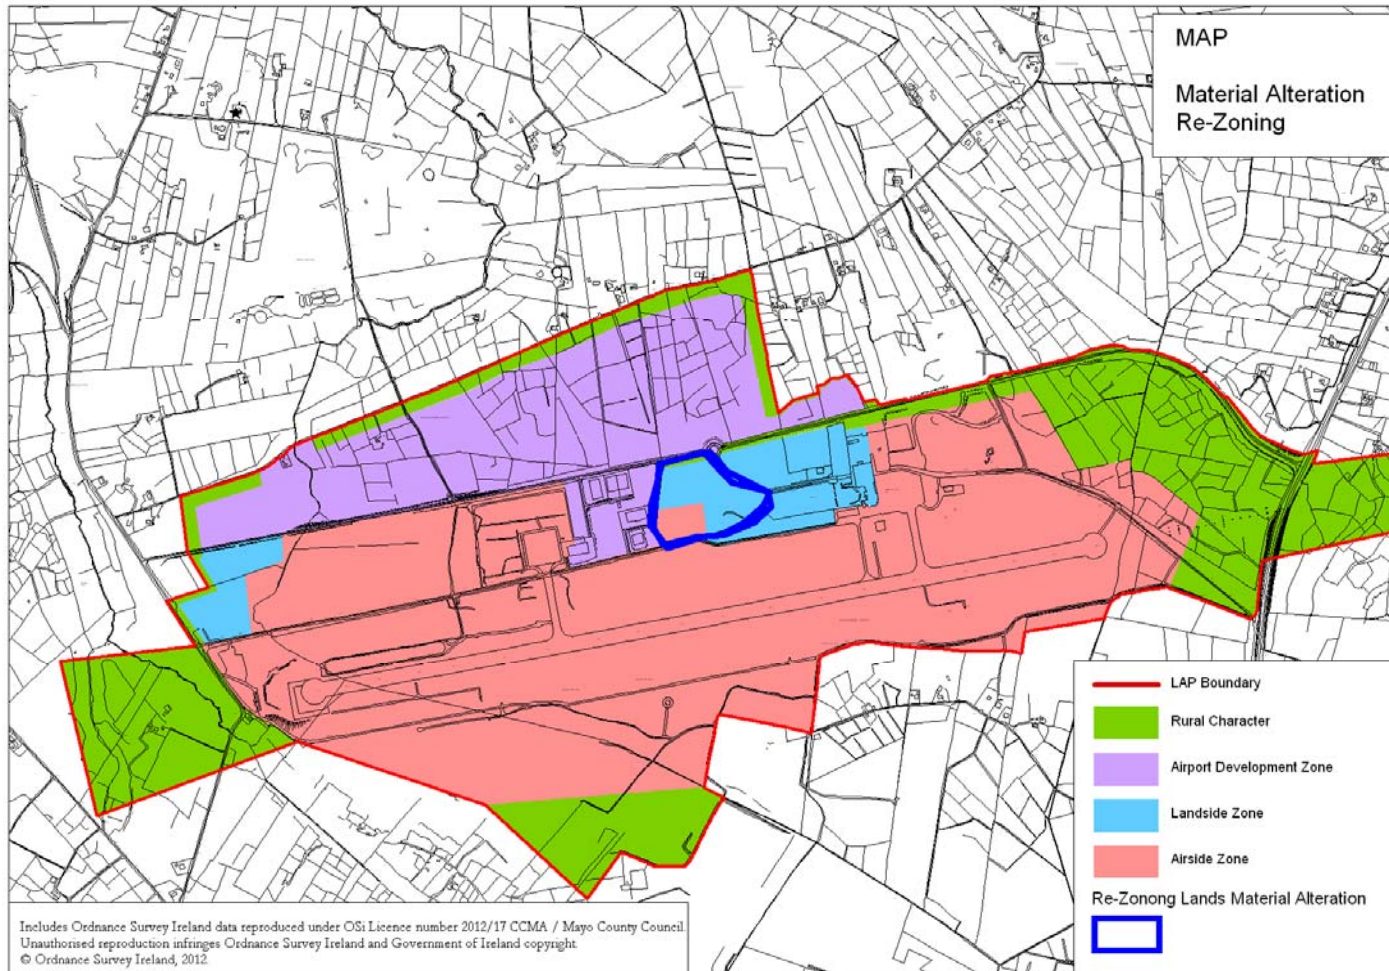 MAP
Material Alteration
Re-Zoning
LAP Boundary
Rural Character
Airport Development Zone
Landside Zone
Airside Zone
Re-Zonong Lands Material Alteration
Includes Ordnance Survey Ireland data reproduced under OSi Licence number 2012/17 CCMA / Mayo County Council.
Unauthorised reproduction infringes Ordnance Survey Ireland and Government of Ireland copyright.
© Ordnance Survey Ireland, 2012.